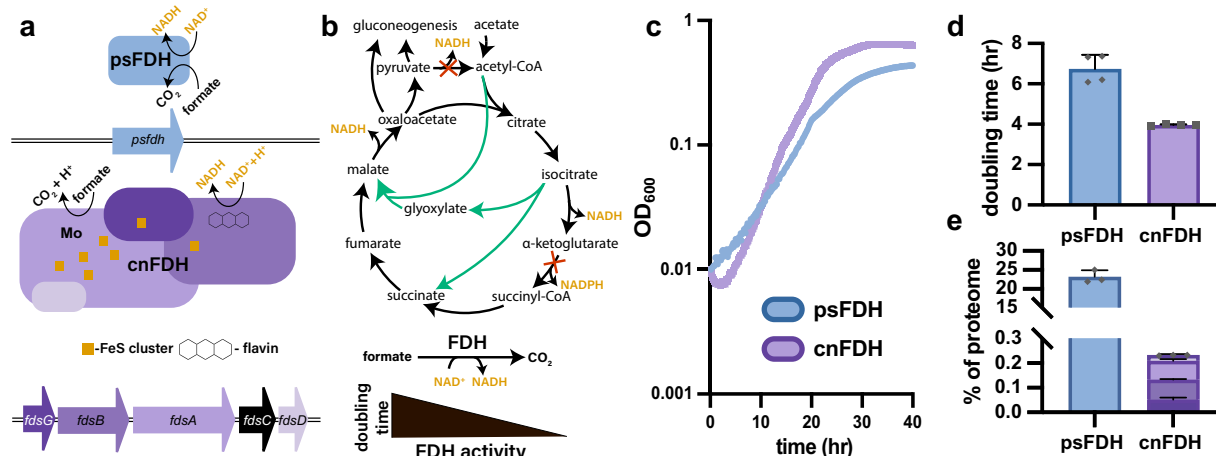 a
NADH
NAD⁺
psFDH
CO₂
formate
psfdh
CO₂ + H⁺
formate
NADH
NAD⁺+H⁺
Mo
cnFDH
-FeS cluster
- flavin
fdsG
fdsB
fdsA
fdsC
fdsD
b
gluconeogenesis
acetate
NADH
pyruvate
acetyl-CoA
oxaloacetate
citrate
NADH
malate
isocitrate
glyoxylate
NADH
fumarate
α-ketoglutarate
NADPH
succinate
succinyl-CoA
FDH
formate
CO₂
NAD⁺
NADH
doubling
time
FDH activity
c
OD₆₀₀
1
0.1
0.01
0.001
0
10
20
30
40
time (hr)
psFDH
cnFDH
d
doubling time (hr)
8
6
4
2
0
psFDH
cnFDH
e
% of proteome
30
25
20
15
0.3
0.2
0.1
0.0
psFDH
cnFDH